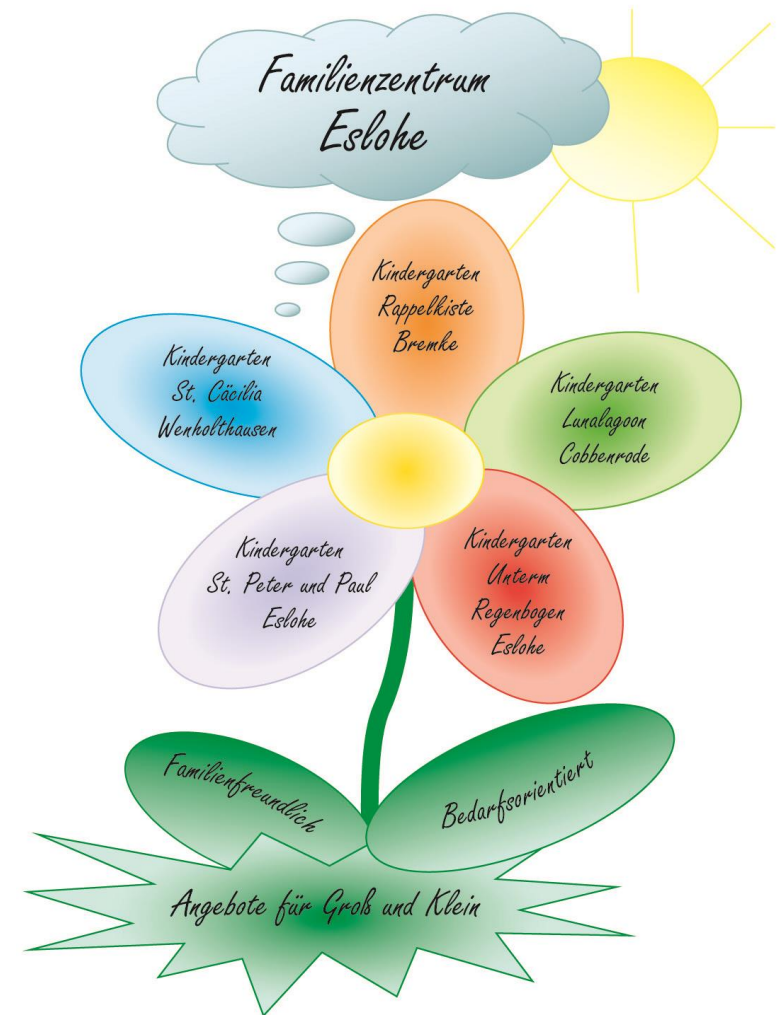 Familienzentrum
Eslohe
Kindergarten
Rappelkiste
Bremke
Kindergarten
St. Cäcilia
Wenholthausen
Kindergarten
Lunalagoon
Cobbenrode
Kindergarten
St. Peter und Paul
Eslohe
Kindergarten
Unterm
Regenbogen
Eslohe
Familienfreundlich
Bedarfsorientiert
Angebote für Groß und Klein